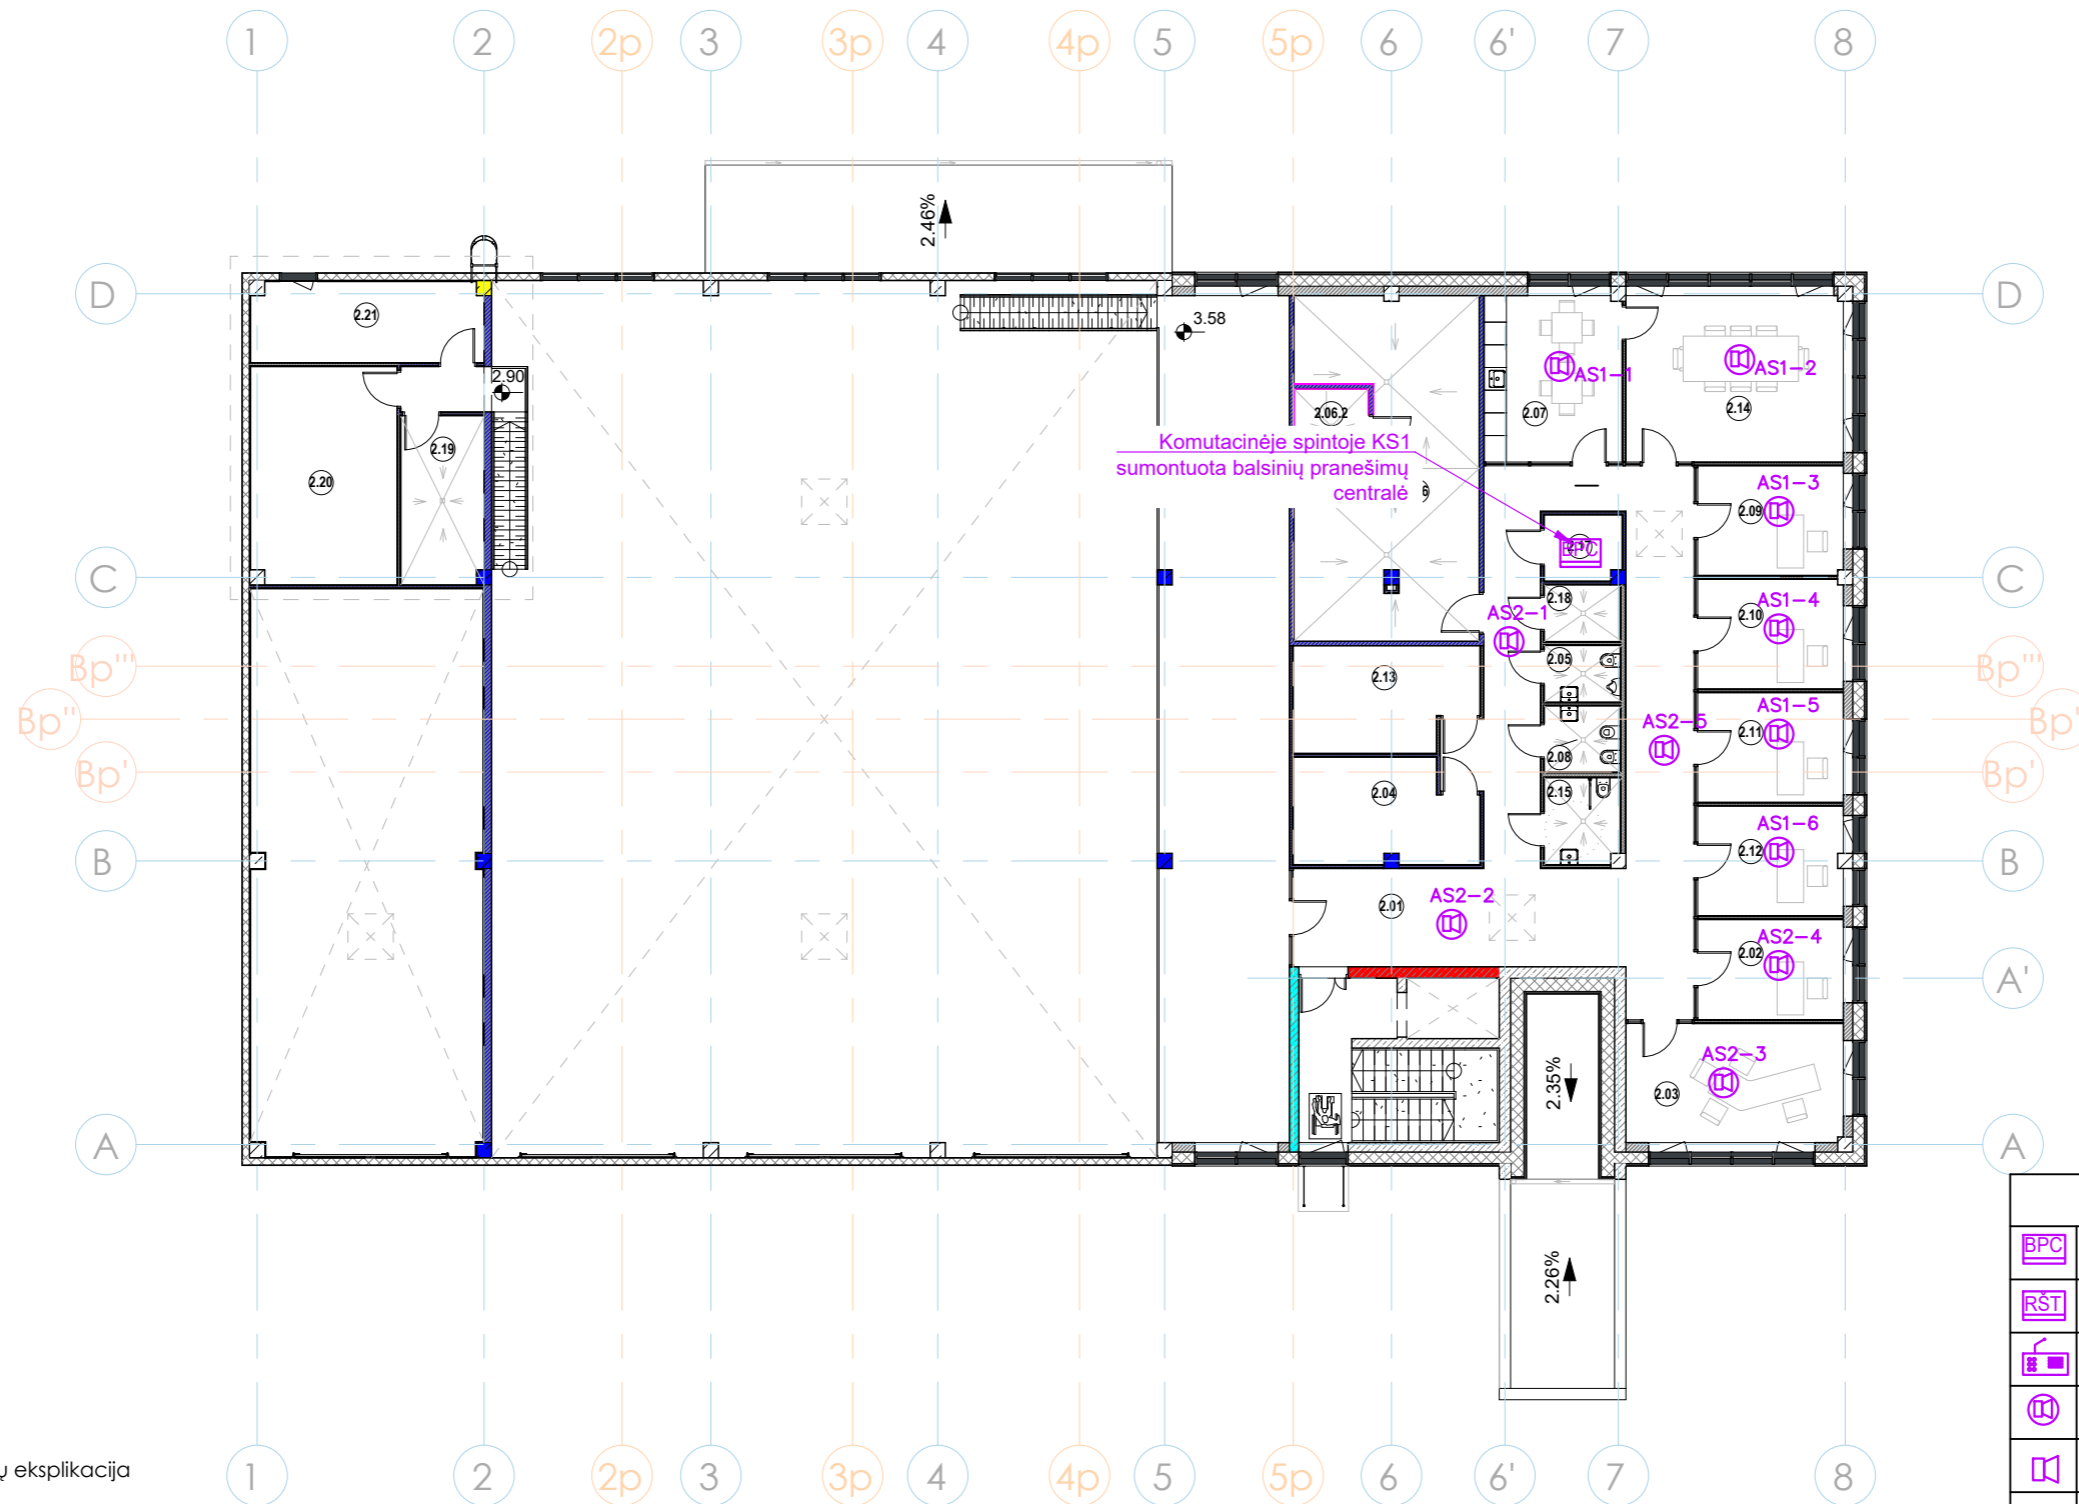 1 2 2p 3 3p 4 4p 5 5p 6 6' 7 8
2.46%
D D
2.21
3.58
2.90
AS1-1 AS1-2
2.06.2 2.07 2.14
Komutacinėje spintoje KS1
sumontuota balsinių pranešimų
centralė
2.19
2.20
AS1-3
2.09
2.17
BPC
C C
2.18
AS2-1
AS1-4
2.10
Bp''' Bp'''
2.05
2.13
Bp''
AS2-5
AS1-5
2.11
2.08
Bp' Bp'
2.04 2.15
AS1-6
2.12
B B
AS2-2
2.01
AS2-4
2.02
A'
AS2-3
2.03
2.35%
A A
BPC
2.26%
RŠT
eksplikacija
1 2 2p 3 3p 4 4p 5 5p 6 6' 7 8